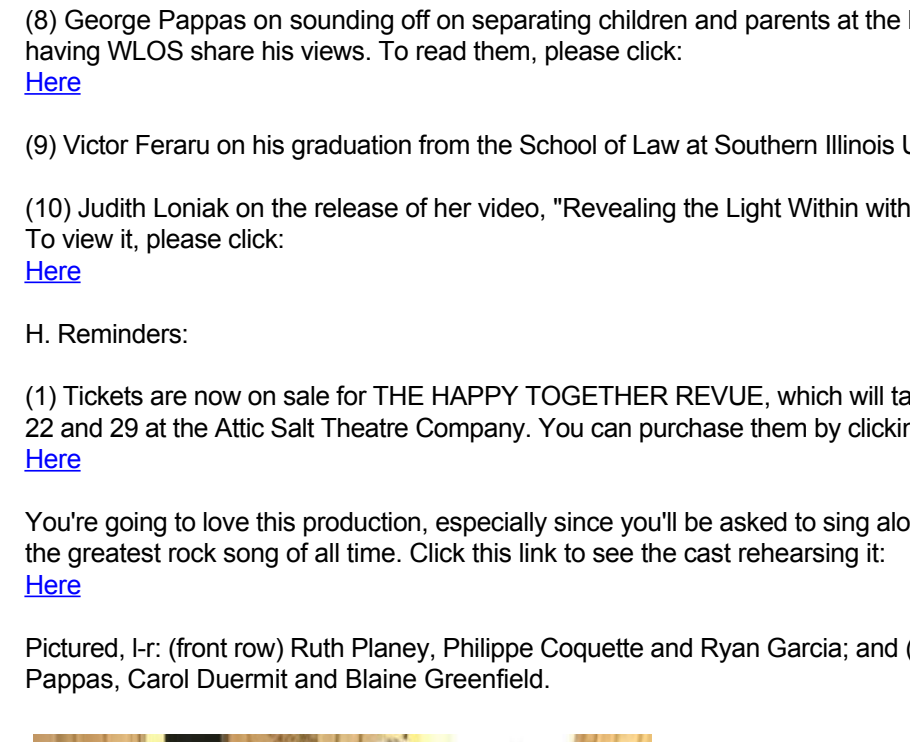 (8) George Pappas on sounding off on separating children and parents at the
having WLOS share his views. To read them, please click:
Here
(9) Victor Feraru on his graduation from the School of Law at Southern Illinois
(10) Judith Loniak on the release of her video, "Revealing the Light Within with
To view it, please click:
Here
H. Reminders:
(1) Tickets are now on sale for THE HAPPY TOGETHER REVUE, which will ta
22 and 29 at the Attic Salt Theatre Company. You can purchase them by clickin
Here
You're going to love this production, especially since you'll be asked to sing alo
the greatest rock song of all time. Click this link to see the cast rehearsing it:
Here
Pictured, l-r: (front row) Ruth Planey, Philippe Coquette and Ryan Garcia; and (
Pappas, Carol Duermit and Blaine Greenfield.